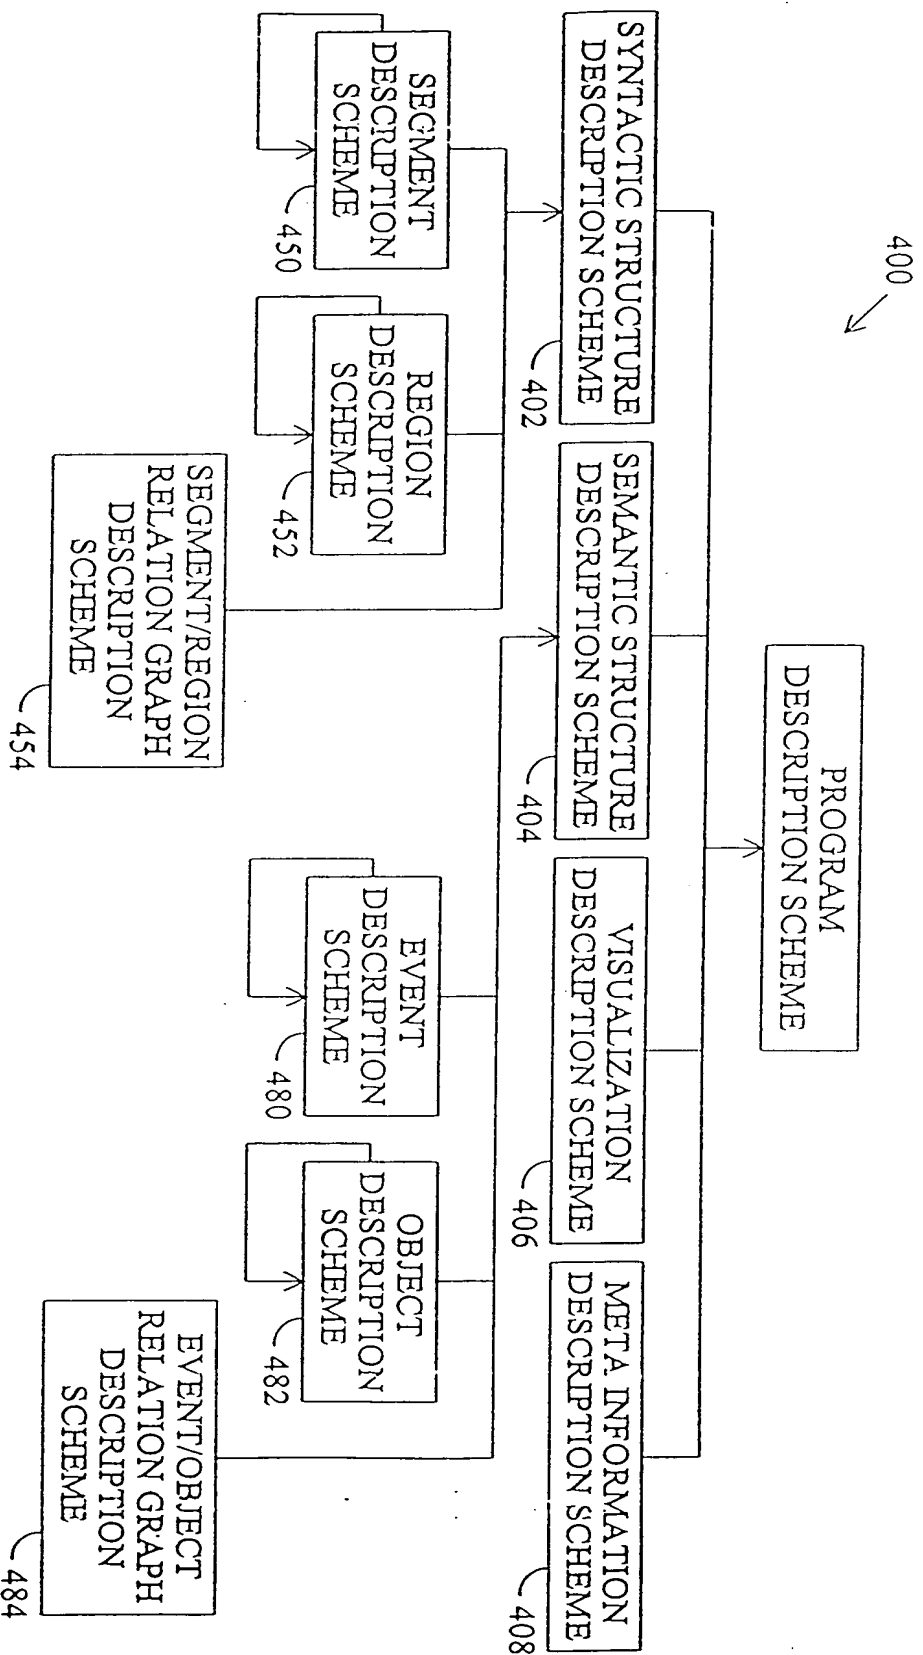 400
PROGRAM
DESCRIPTION SCHEME
SYNTACTIC STRUCTURE
DESCRIPTION SCHEME
402
SEMANTIC STRUCTURE
DESCRIPTION SCHEME
404
VISUALIZATION
DESCRIPTION SCHEME
406
META INFORMATION
DESCRIPTION SCHEME
408
SEGMENT
DESCRIPTION
SCHEME
450
REGION
DESCRIPTION
SCHEME
452
SEGMENT/REGION
RELATION GRAPH
DESCRIPTION
SCHEME
454
EVENT
DESCRIPTION
SCHEME
480
OBJECT
DESCRIPTION
SCHEME
482
EVENT/OBJECT
RELATION GRAPH
DESCRIPTION
SCHEME
484